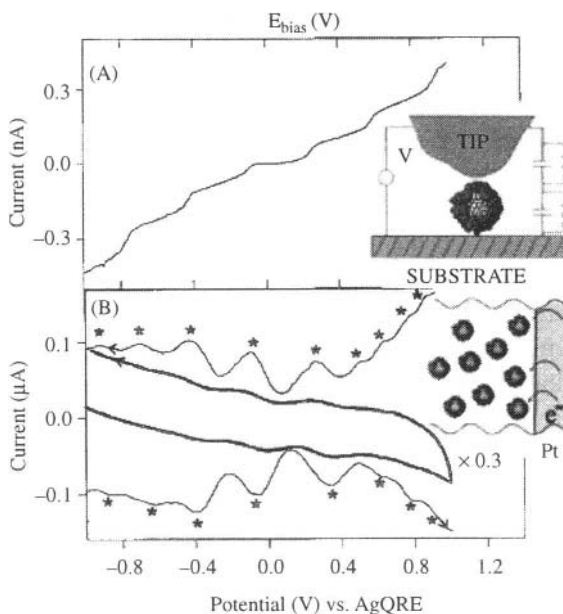 E_bias (V)
(A)
0.3
0.0
−0.3
Current (nA)
TIP
V
SUBSTRATE
(B)
0.1
0.0
−0.1
Current (μA)
× 0.3
e⁻
Pt
−0.8 −0.4 0.0 0.4 0.8 1.2
Potential (V) vs. AgQRE